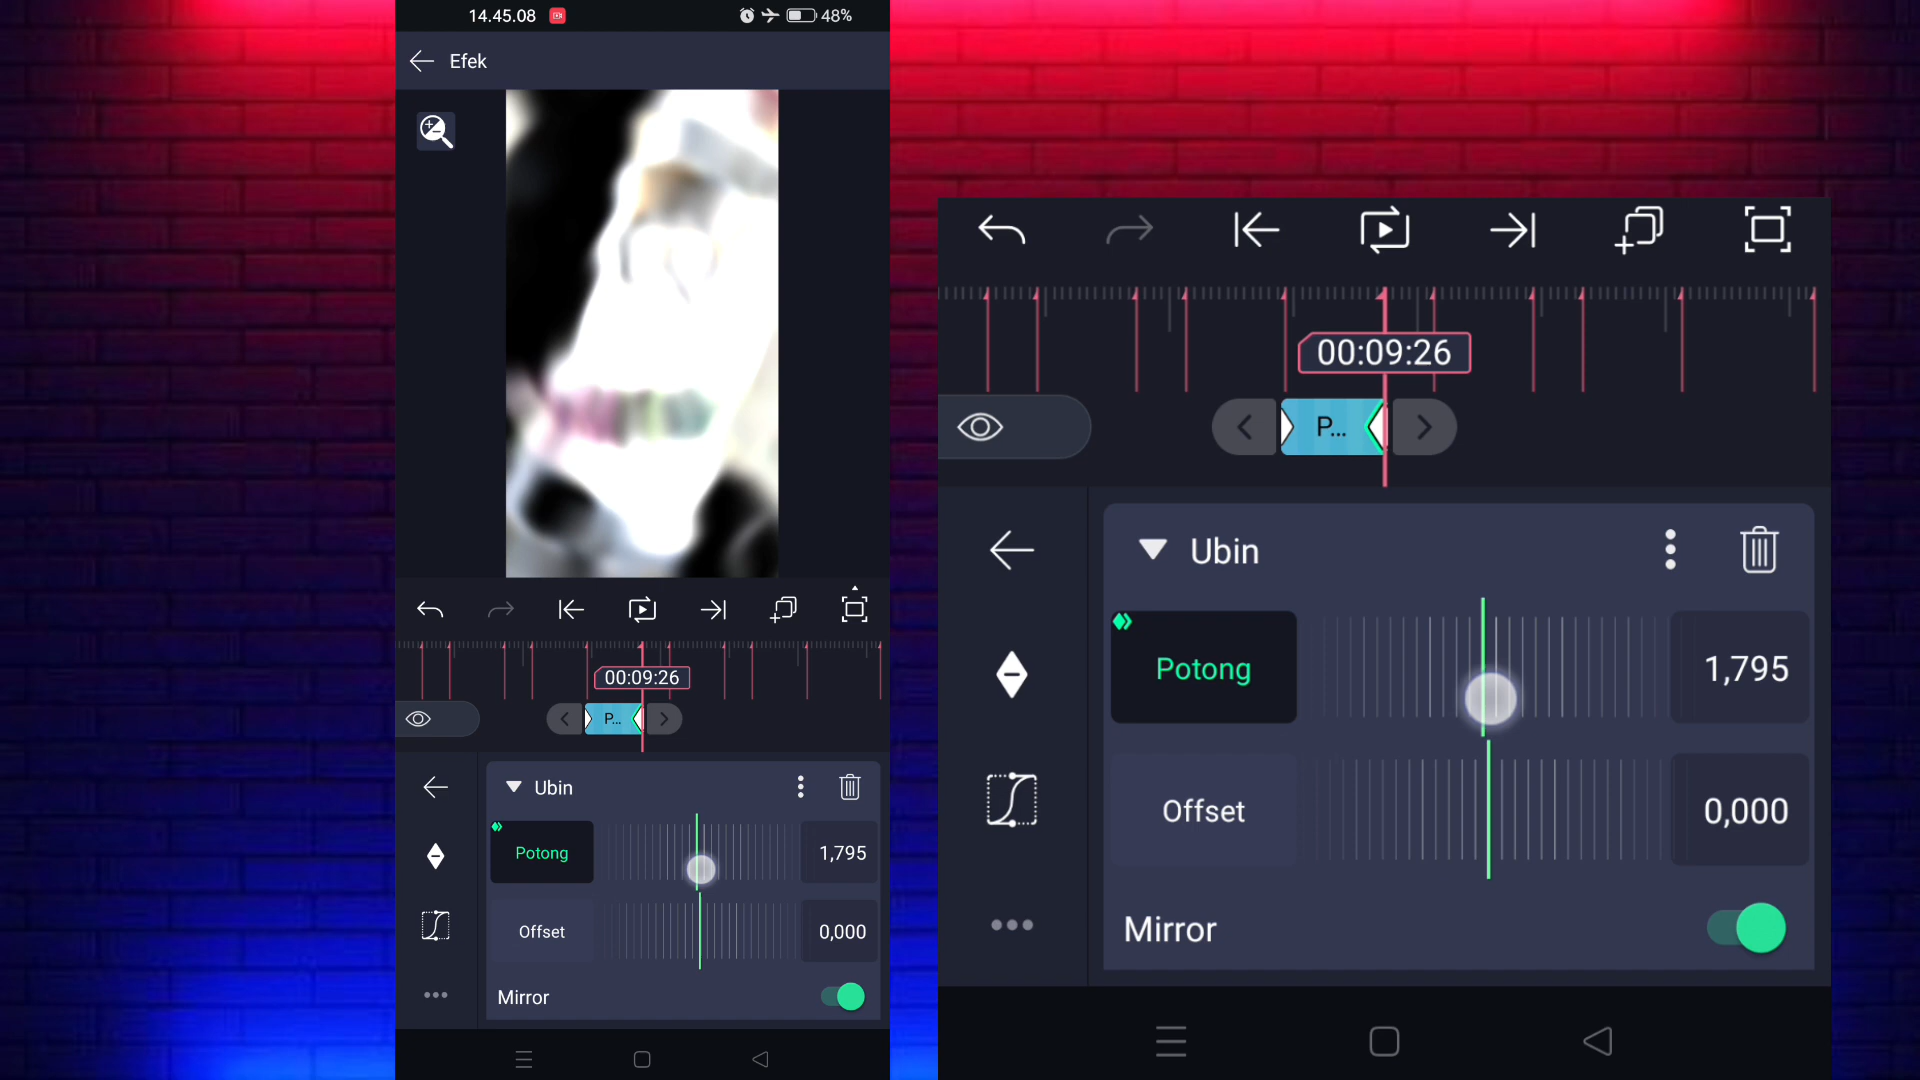 14.45.08
48%
Efek
00:09:26
P...
Ubin
Potong
1,795
Offset
0,000
Mirror
00:09:26
P...
Ubin
Potong
1,795
Offset
0,000
Mirror